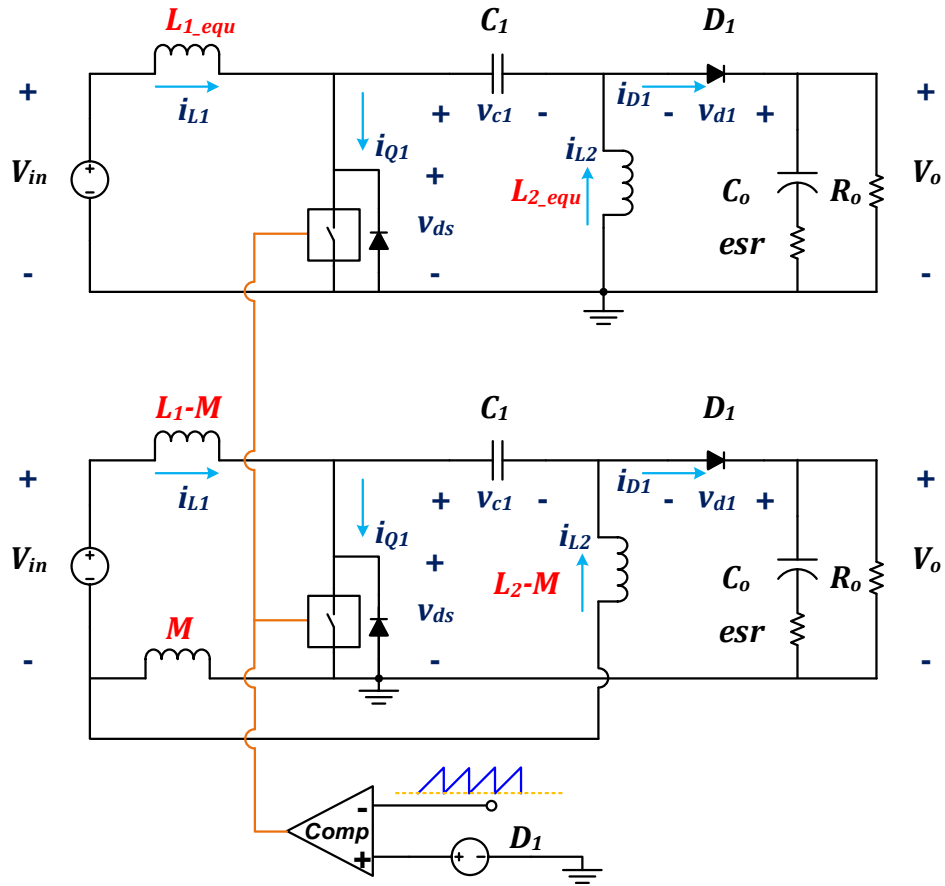 L1_equ C1 D1
+ iL1 + vc1 - iD1 - vd1 + +
Vin iQ1 + vds - L2_equ iL2 Co esr Ro Vo
+ -
- -
L1-M C1 D1
+ iL1 + vc1 - iD1 - vd1 + +
Vin iQ1 + vds - L2-M iL2 Co esr Ro Vo
+ -
- M -
Comp - + D1
+ -